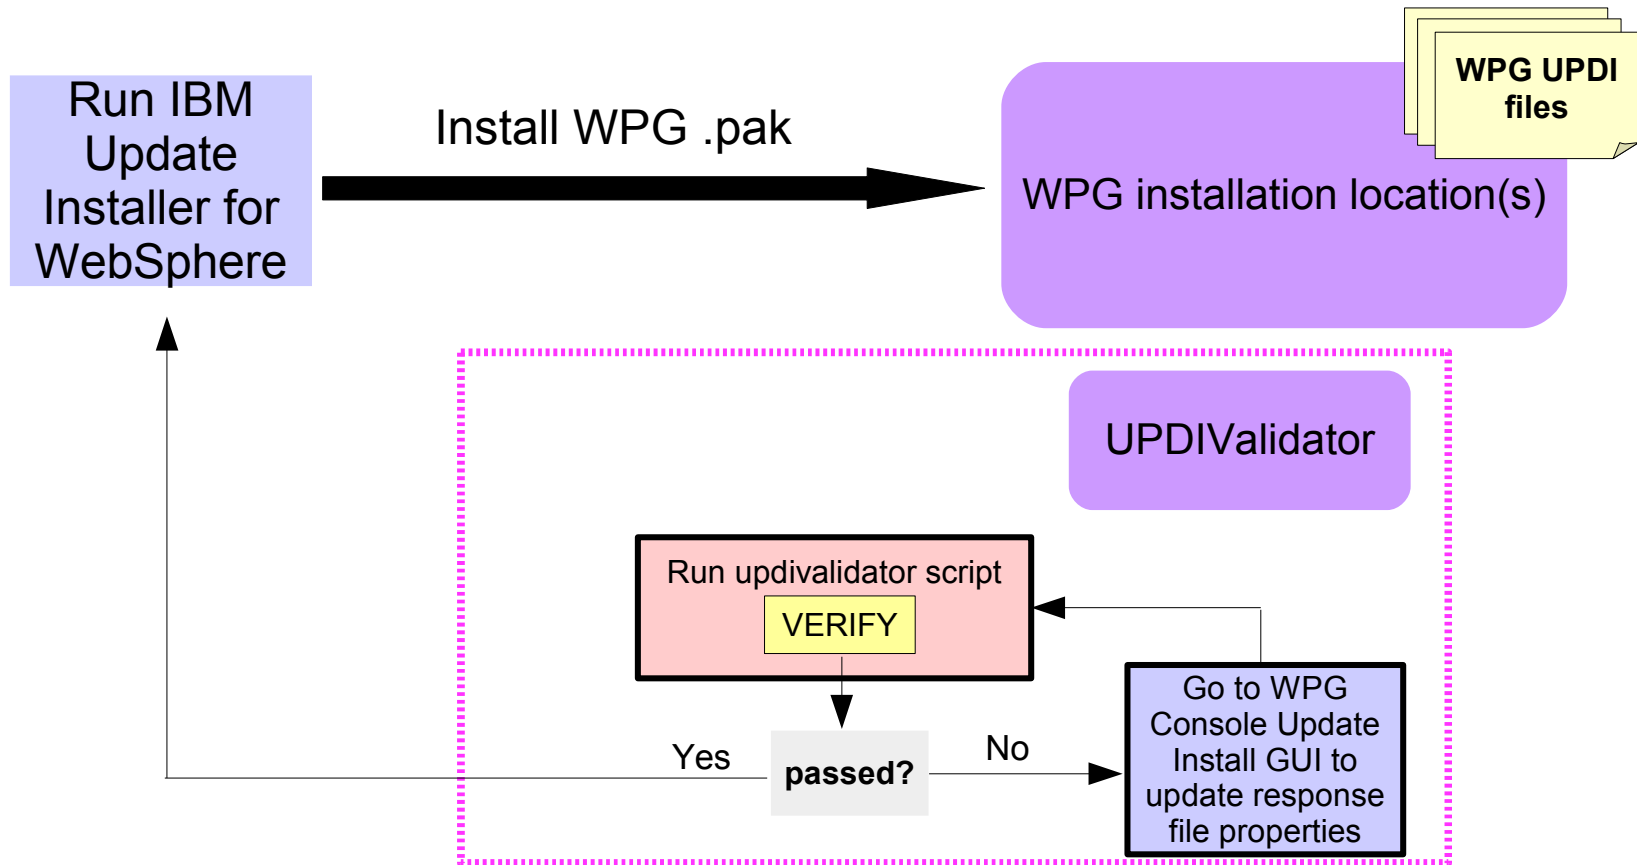 Run IBM
Update
Installer for
WebSphere
Install WPG .pak
WPG UPDI
files
WPG installation location(s)
UPDIValidator
Run updivalidator script
VERIFY
Yes
passed?
No
Go to WPG
Console Update
Install GUI to
update response
file properties